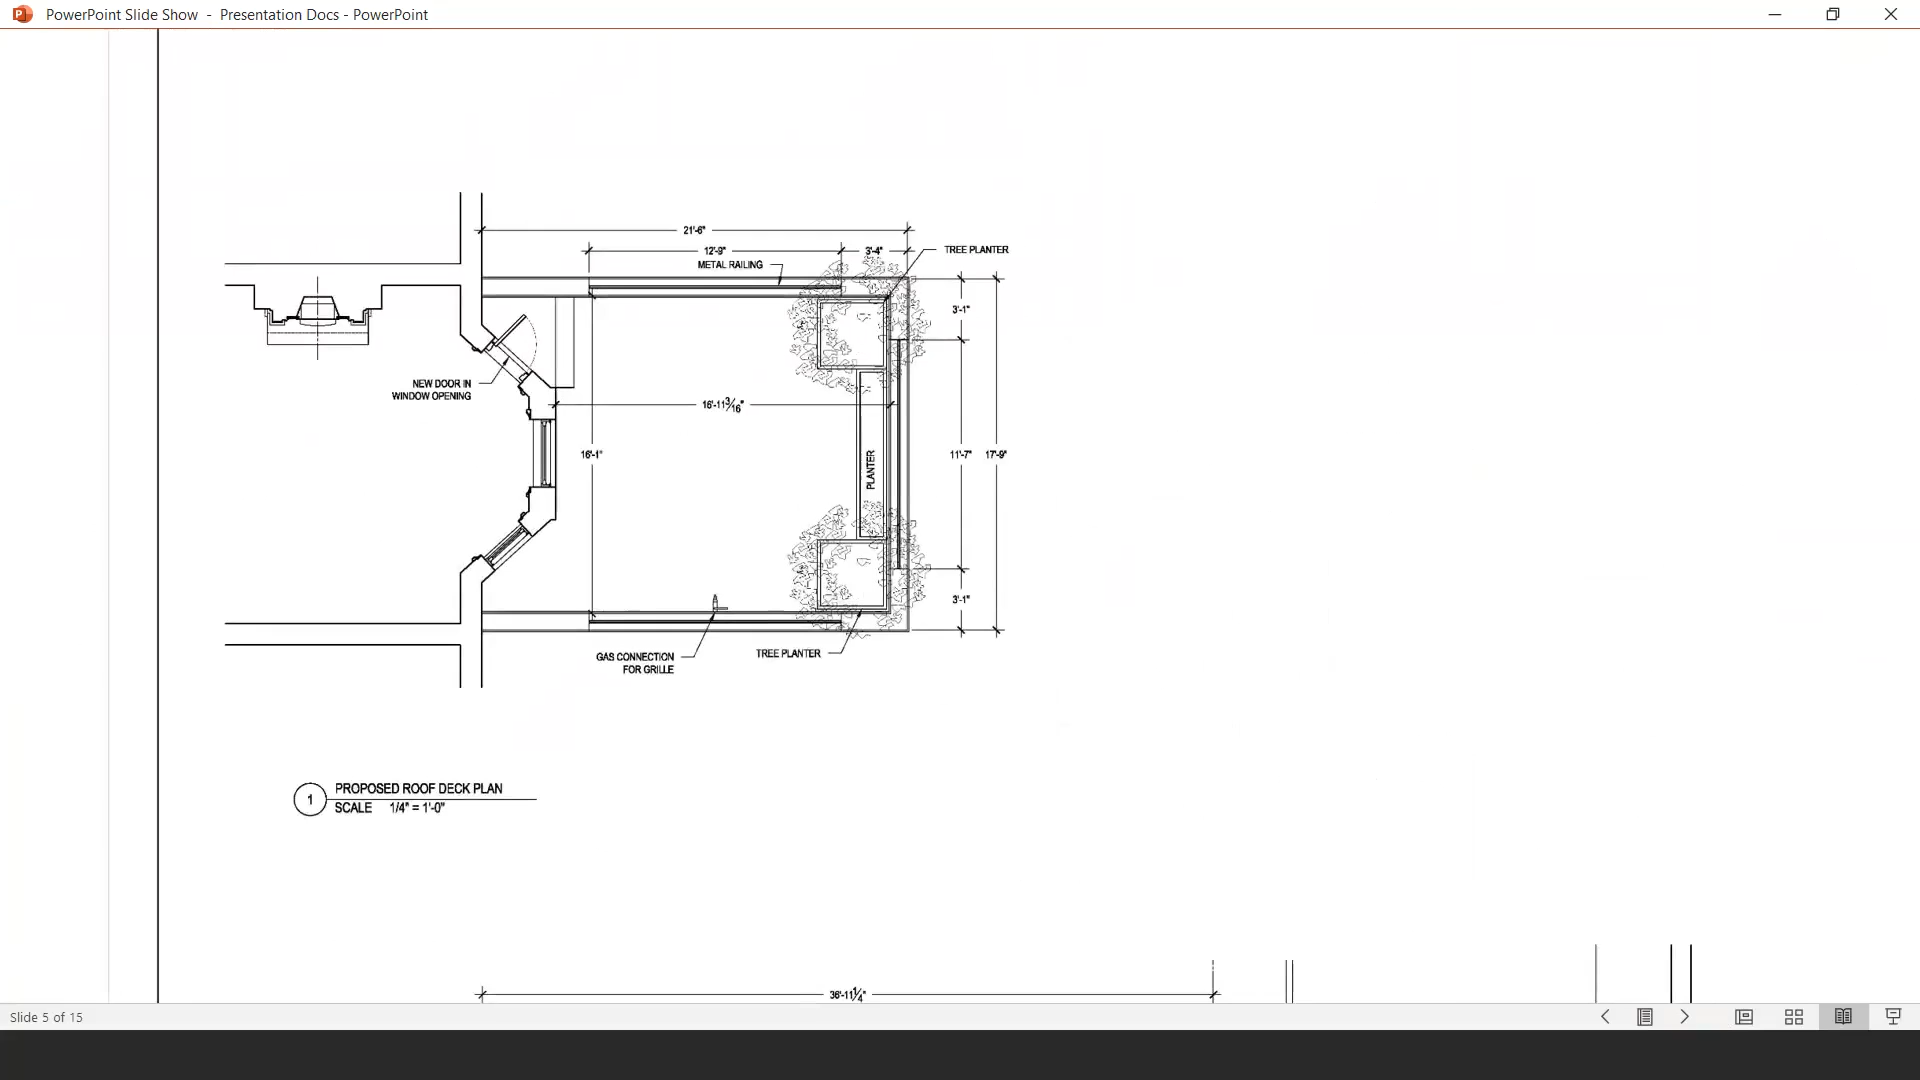 PowerPoint Slide Show - Presentation Docs - PowerPoint
21'-6"
12'-9"
3'-4"
TREE PLANTER
METAL RAILING
3'-1"
NEW DOOR IN
WINDOW OPENING
16'-11 3/16"
16'-1"
PLANTER
11'-7"
17'-9"
3'-1"
GAS CONNECTION
FOR GRILLE
TREE PLANTER
1
PROPOSED ROOF DECK PLAN
SCALE 1/4" = 1'-0"
36'-11 1/4"
Slide 5 of 15